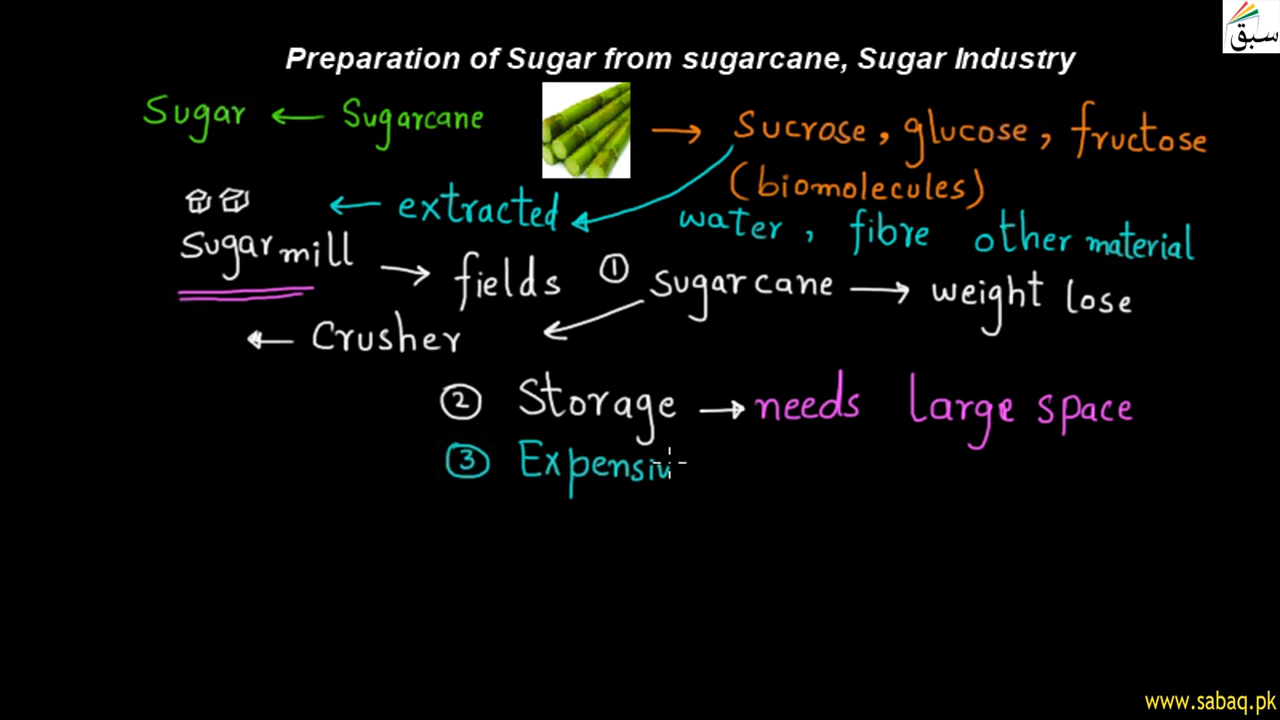 سبق
Preparation of Sugar from sugarcane, Sugar Industry
Sugar ← Sugarcane → Sucrose, glucose, fructose
(biomolecules)
← extracted water, fibre other material
Sugar mill → fields ① Sugarcane → weight lose
← Crusher
② Storage → needs large space
③ Expensiv
www.sabaq.pk